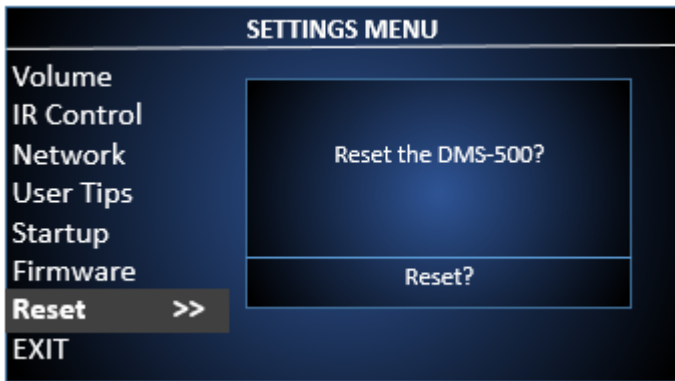 SETTINGS MENU
Volume
IR Control
Network
User Tips
Startup
Firmware
Reset >>
EXIT
Reset the DMS-500?
Reset?